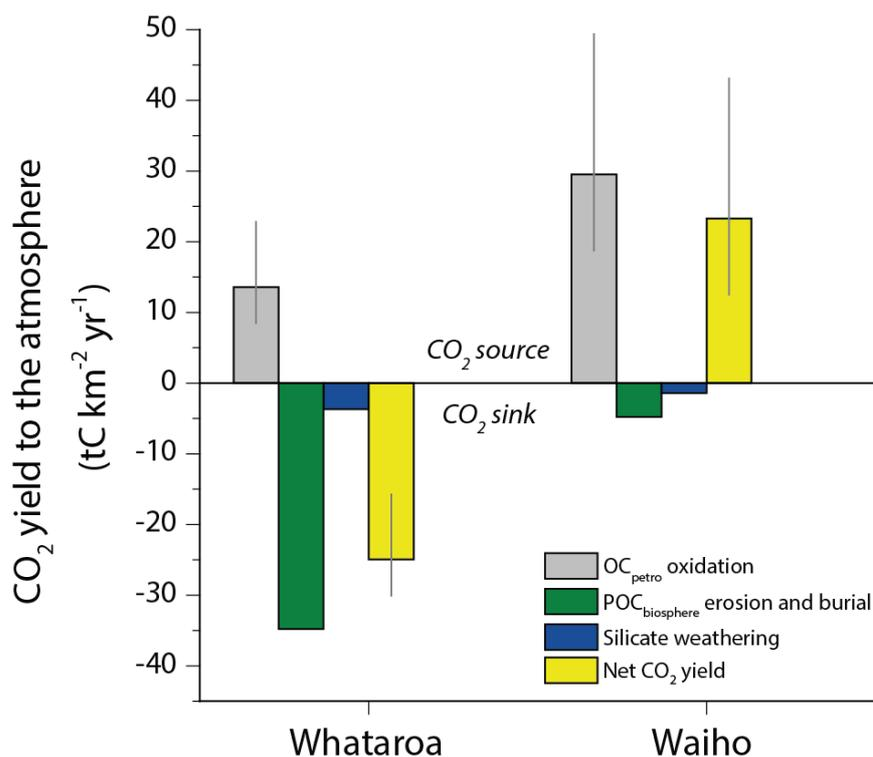 CO2 yield to the atmosphere
(tC km-2 yr-1)
50
40
30
20
10
0
-10
-20
-30
-40
CO2 source
CO2 sink
OCpetro oxidation
POCbiosphere erosion and burial
Silicate weathering
Net CO2 yield
Whataroa
Waiho